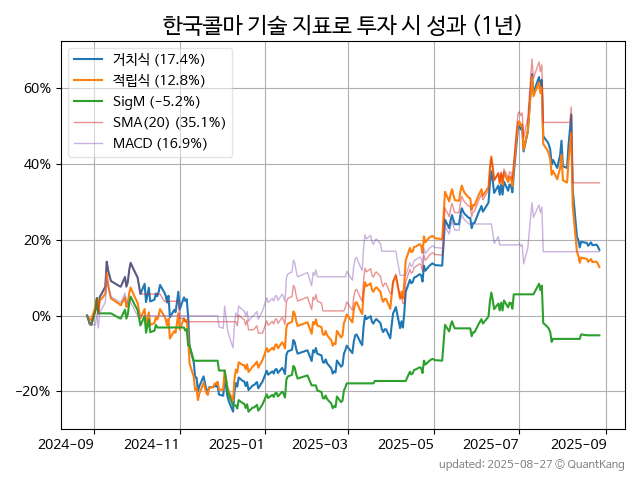 한국콜마 기술 지표로 투자 시 성과 (1년)
거치식 (17.4%)
적립식 (12.8%)
SigM (−5.2%)
SMA(20) (35.1%)
MACD (16.9%)
60%
40%
20%
0%
−20%
2024-09 2024-11 2025-01 2025-03 2025-05 2025-07 2025-09
updated: 2025-08-27 © QuantKang